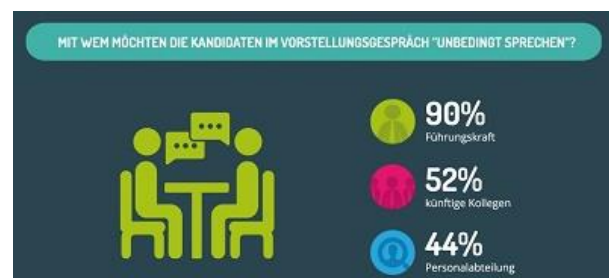 MIT WEM MÖCHTEN DIE KANDIDATEN IM VORSTELLUNGSGESPRÄCH "UNBEDINGT SPRECHEN"?
90%
Führungskraft
52%
künftige Kollegen
44%
Personalabteilung